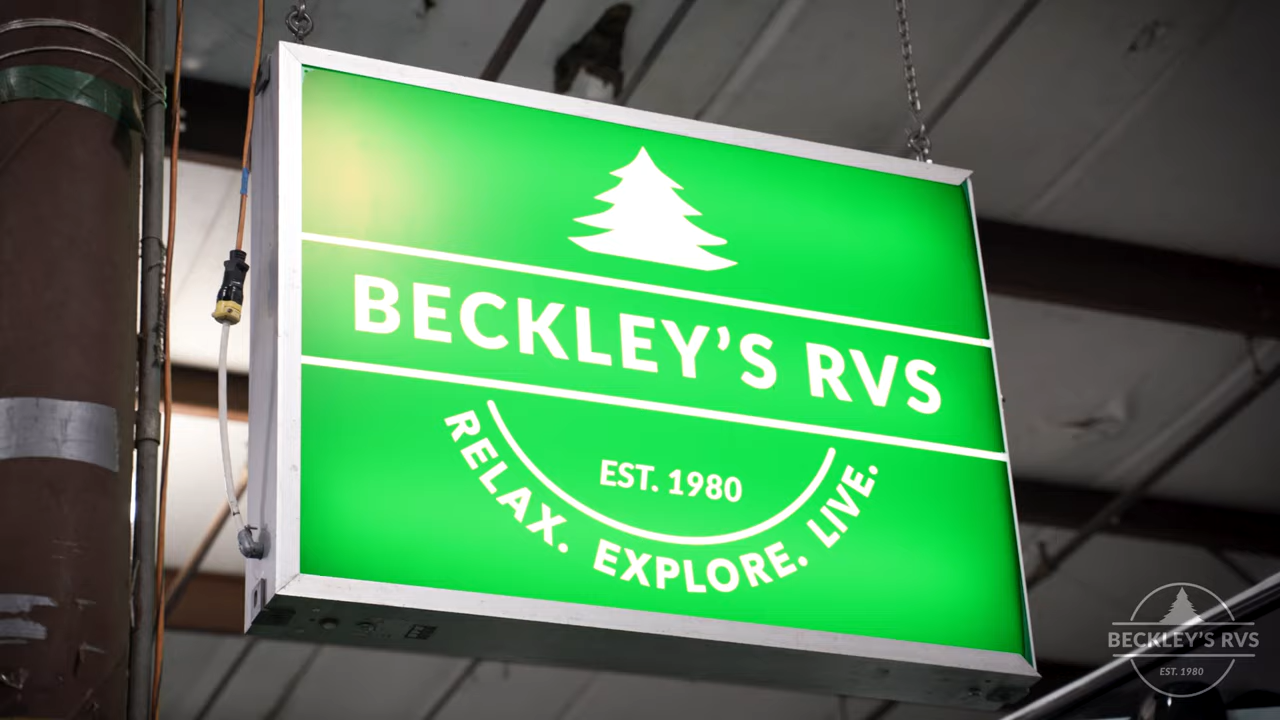 BECKLEY'S RVS
EST. 1980
RELAX. EXPLORE. LIVE.
BECKLEY'S RVS
EST. 1980